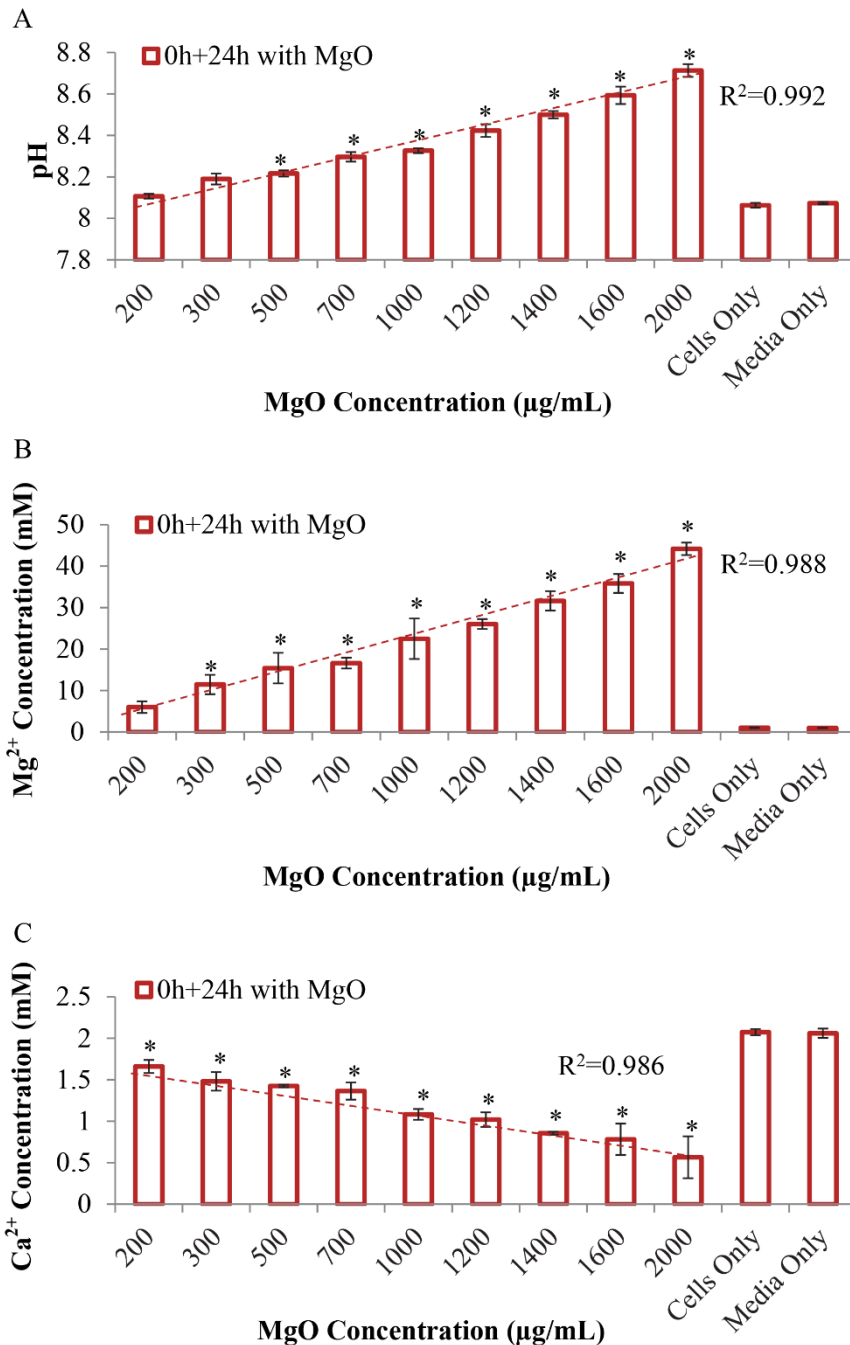 A
0h+24h with MgO
R²=0.992
pH
8.8
8.6
8.4
8.2
8
7.8
* * * * * * *
200 300 500 700 1000 1200 1400 1600 2000 Cells Only Media Only
MgO Concentration (µg/mL)
B
0h+24h with MgO
R²=0.988
Mg²⁺ Concentration (mM)
50
40
30
20
10
0
* * * * * * * *
200 300 500 700 1000 1200 1400 1600 2000 Cells Only Media Only
MgO Concentration (µg/mL)
C
0h+24h with MgO
R²=0.986
Ca²⁺ Concentration (mM)
2.5
2
1.5
1
0.5
0
* * * * * * * * *
200 300 500 700 1000 1200 1400 1600 2000 Cells Only Media Only
MgO Concentration (µg/mL)